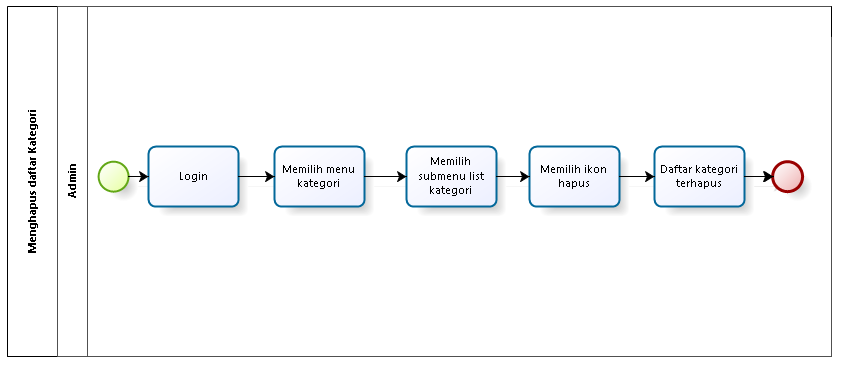 Menghapus daftar Kategori
Admin
Login
Memilih menu
kategori
Memilih
submenu list
kategori
Memilih ikon
hapus
Daftar kategori
terhapus